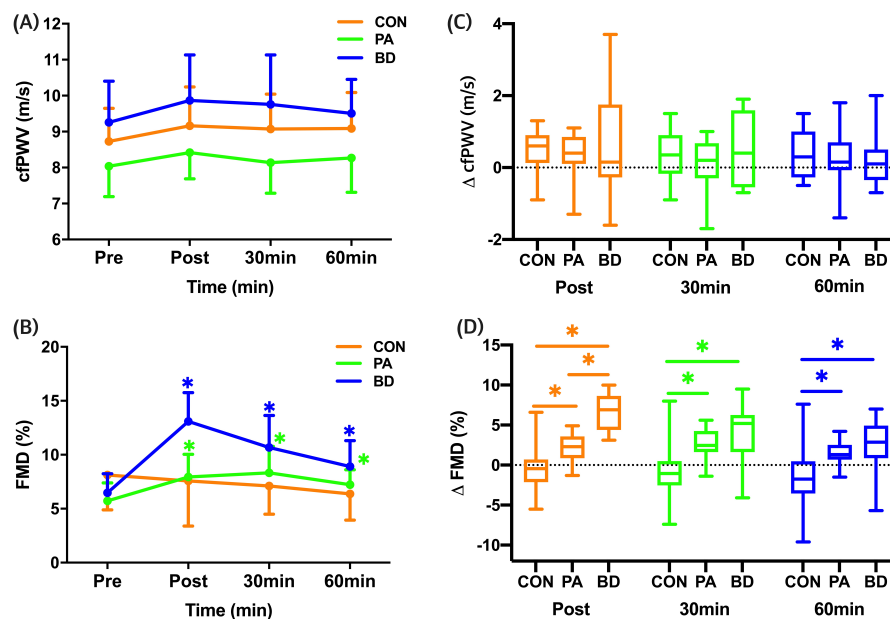 (A)
12
11
10
9
8
7
6
cfPWV (m/s)
CON
PA
BD
Pre Post 30min 60min
Time (min)
(C)
4
2
0
-2
Δ cfPWV (m/s)
CON PA BD CON PA BD CON PA BD
Post 30min 60min
(B)
20
15
10
5
0
FMD (%)
CON
PA
BD
* * *
* * *
Pre Post 30min 60min
Time (min)
(D)
15
10
5
0
-5
-10
Δ FMD (%)
* * *
* *
* *
CON PA BD CON PA BD CON PA BD
Post 30min 60min